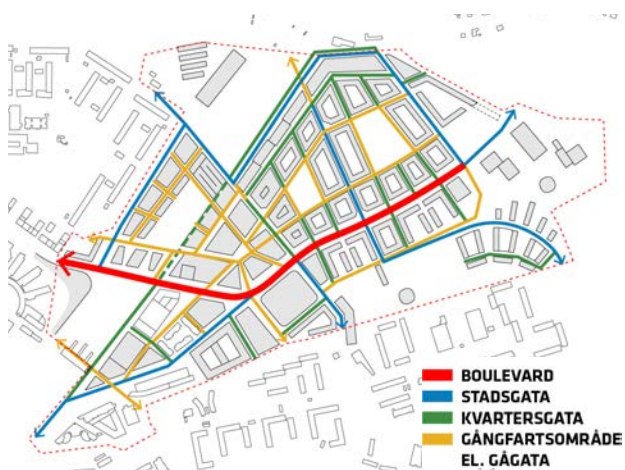 BOULEVARD
STADSGATA
KVARTERSGATA
GÅNGFARTSOMRÅDE
EL. GÅGATA